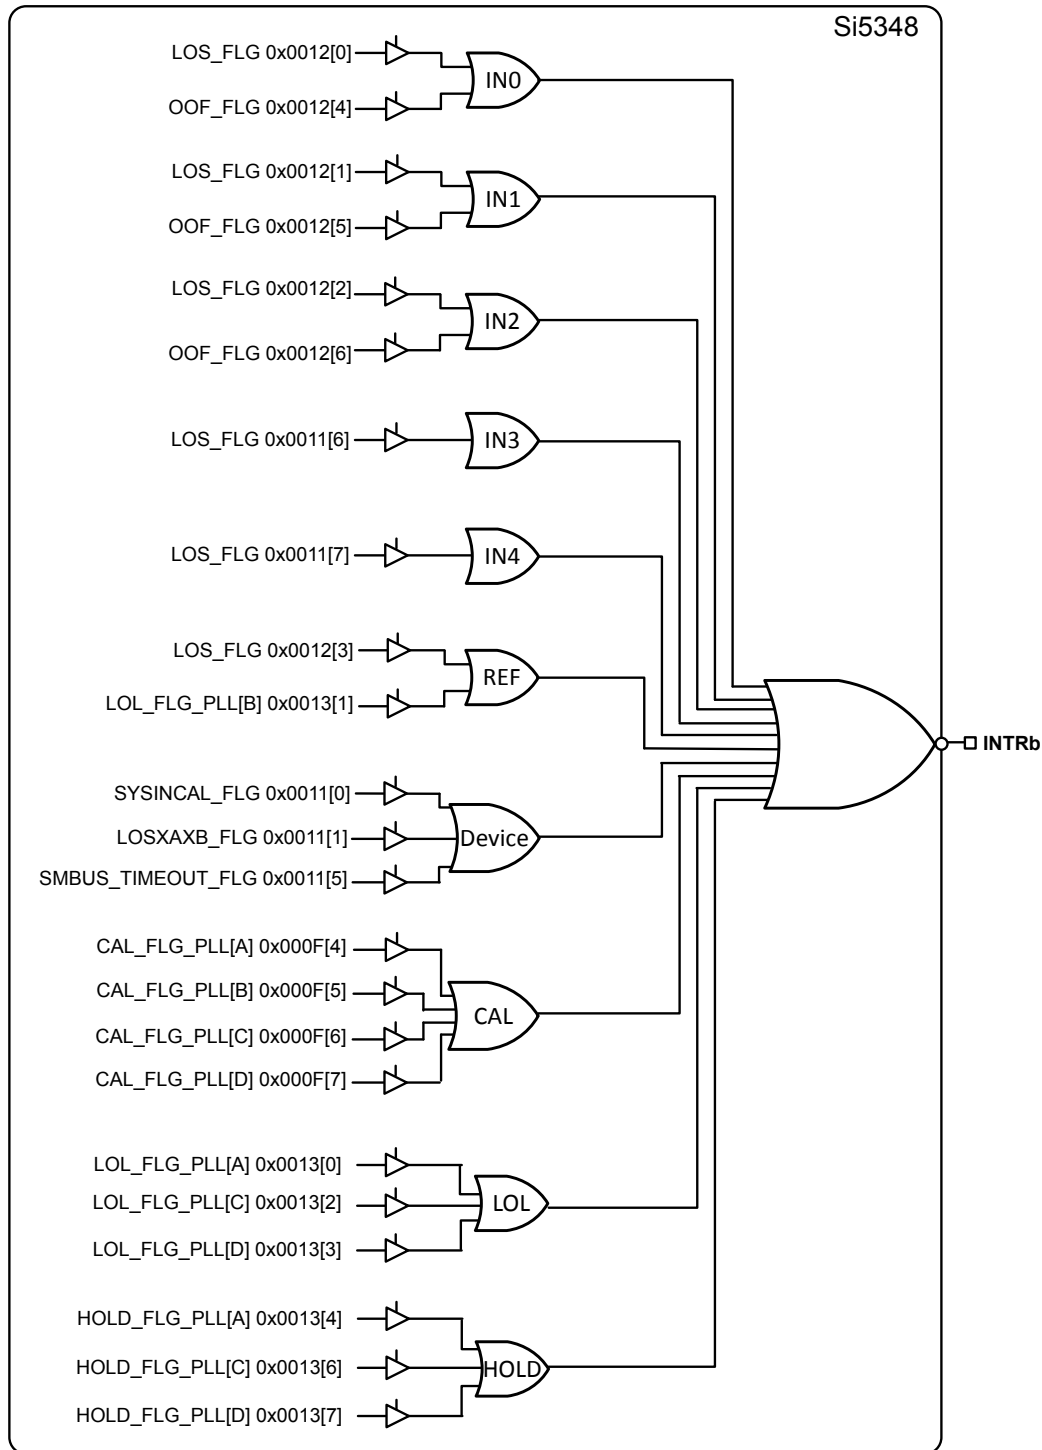 Si5348
LOS_FLG 0x0012[0]
IN0
OOF_FLG 0x0012[4]
LOS_FLG 0x0012[1]
IN1
OOF_FLG 0x0012[5]
LOS_FLG 0x0012[2]
IN2
OOF_FLG 0x0012[6]
LOS_FLG 0x0011[6]
IN3
LOS_FLG 0x0011[7]
IN4
LOS_FLG 0x0012[3]
REF
LOL_FLG_PLL[B] 0x0013[1]
INTRb
SYSINCAL_FLG 0x0011[0]
LOSXAXB_FLG 0x0011[1]
Device
SMBUS_TIMEOUT_FLG 0x0011[5]
CAL_FLG_PLL[A] 0x000F[4]
CAL_FLG_PLL[B] 0x000F[5]
CAL
CAL_FLG_PLL[C] 0x000F[6]
CAL_FLG_PLL[D] 0x000F[7]
LOL_FLG_PLL[A] 0x0013[0]
LOL_FLG_PLL[C] 0x0013[2]
LOL
LOL_FLG_PLL[D] 0x0013[3]
HOLD_FLG_PLL[A] 0x0013[4]
HOLD_FLG_PLL[C] 0x0013[6]
HOLD
HOLD_FLG_PLL[D] 0x0013[7]